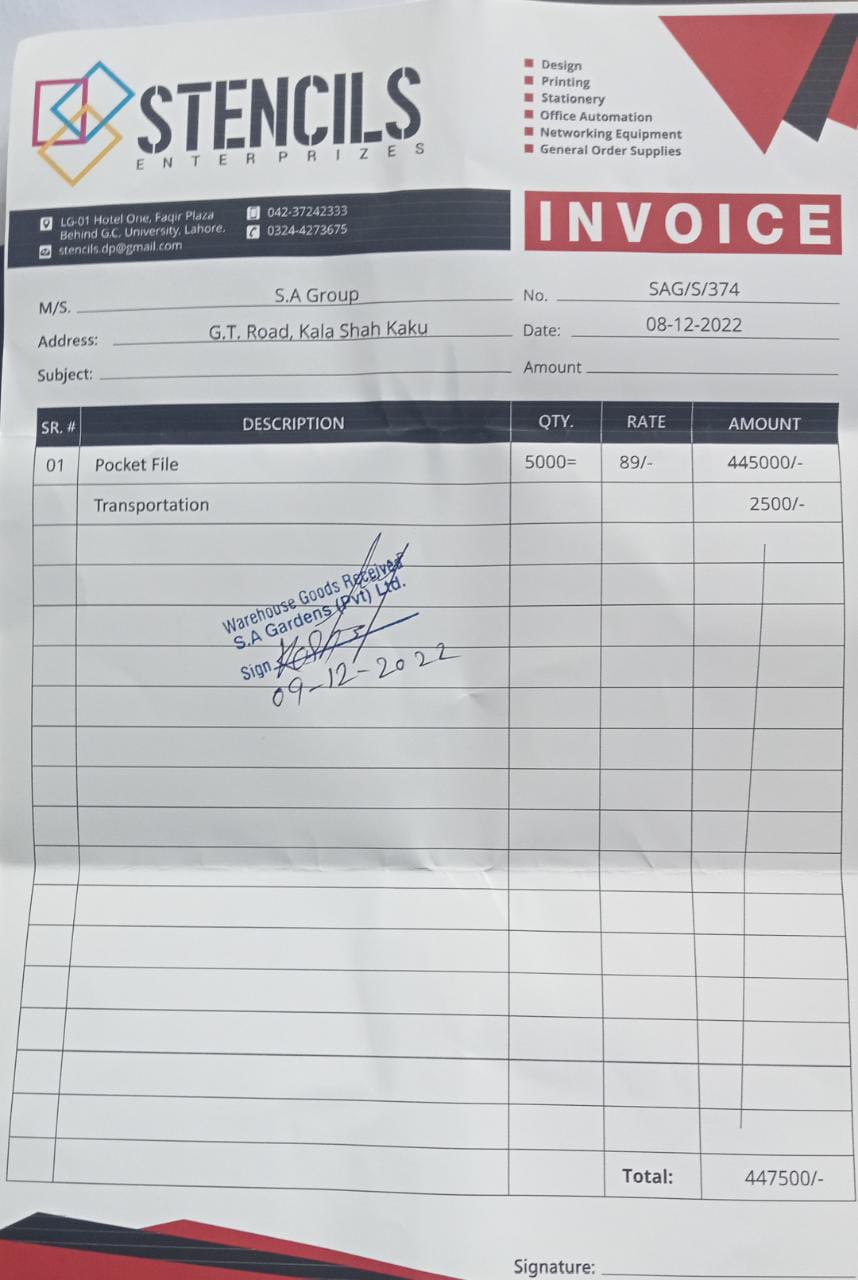 STENCILS
ENTERPRIZES
Design
Printing
Stationery
Office Automation
Networking Equipment
General Order Supplies
LG-01 Hotel One, Faqir Plaza
Behind G.C. University, Lahore.
stencils.dp@gmail.com
042-37242333
0324-4273675
INVOICE
M/S. S.A Group
No. SAG/S/374
Address: G.T. Road, Kala Shah Kaku
Date: 08-12-2022
Subject:
Amount
SR. # DESCRIPTION QTY. RATE AMOUNT
01 Pocket File 5000= 89/- 445000/-
Transportation 2500/-
Warehouse Goods Received
S.A Gardens (Pvt) Ltd.
Sign
09-12-2022
Total: 447500/-
Signature: